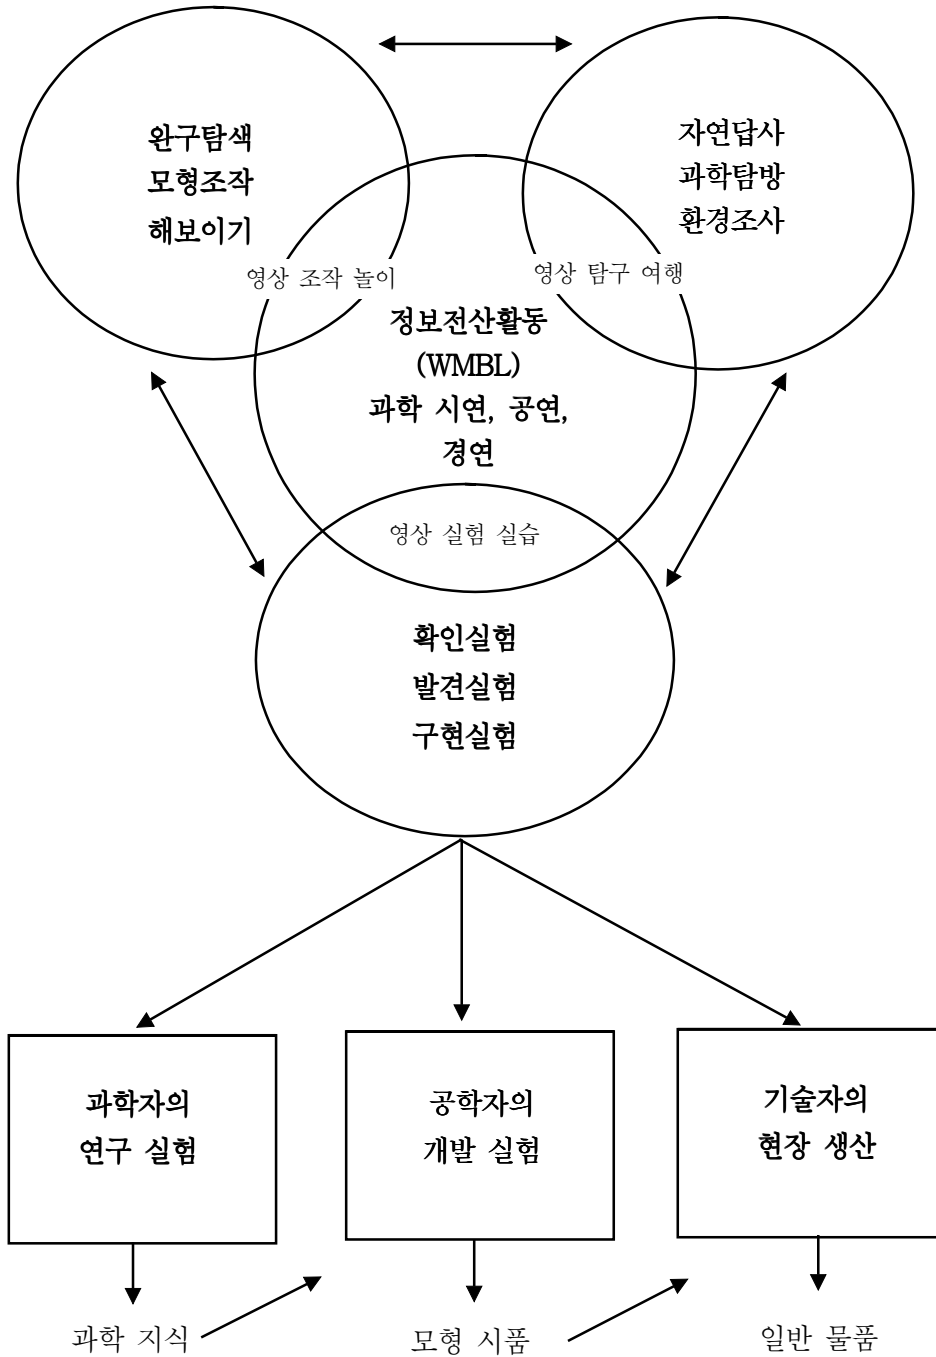 완구탐색
모형조작
해보이기
자연답사
과학탐방
환경조사
영상 조작 놀이
영상 탐구 여행
정보전산활동
(WMBL)
과학 시연, 공연,
경연
영상 실험 실습
확인실험
발견실험
구현실험
과학자의
연구 실험
공학자의
개발 실험
기술자의
현장 생산
과학 지식
모형 시품
일반 물품